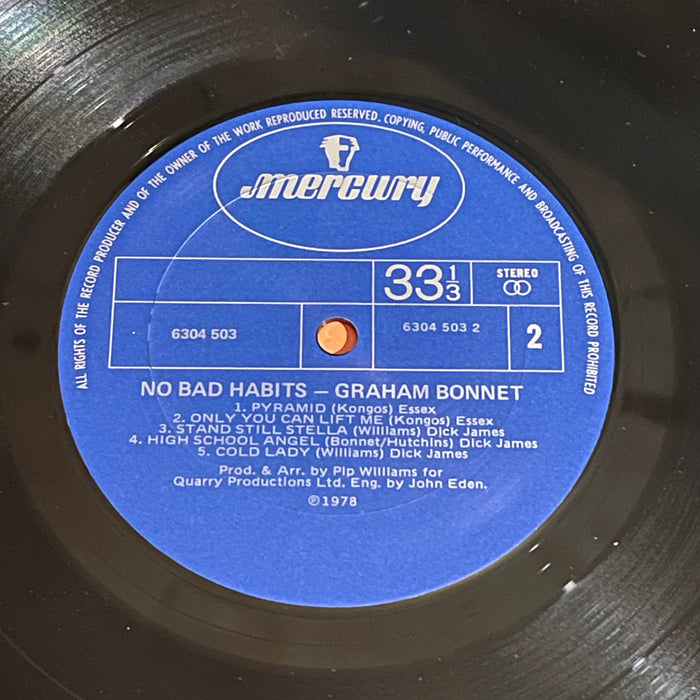 ALL RIGHTS OF THE RECORD PRODUCER AND OF THE OWNER OF THE WORK REPRODUCED RESERVED. COPYING, PUBLIC PERFORMANCE AND BROADCASTING OF THIS RECORD PROHIBITED
mercury
33⅓
STEREO
6304 503
6304 503 2
2
NO BAD HABITS – GRAHAM BONNET
1. PYRAMID (Kongos) Essex
2. ONLY YOU CAN LIFT ME (Kongos) Essex
3. STAND STILL STELLA (Williams) Dick James
4. HIGH SCHOOL ANGEL (Bonnet/Hutchins) Dick James
5. COLD LADY (Williams) Dick James
Prod. & Arr. by Pip Williams for
Quarry Productions Ltd. Eng. by John Eden.
℗1978